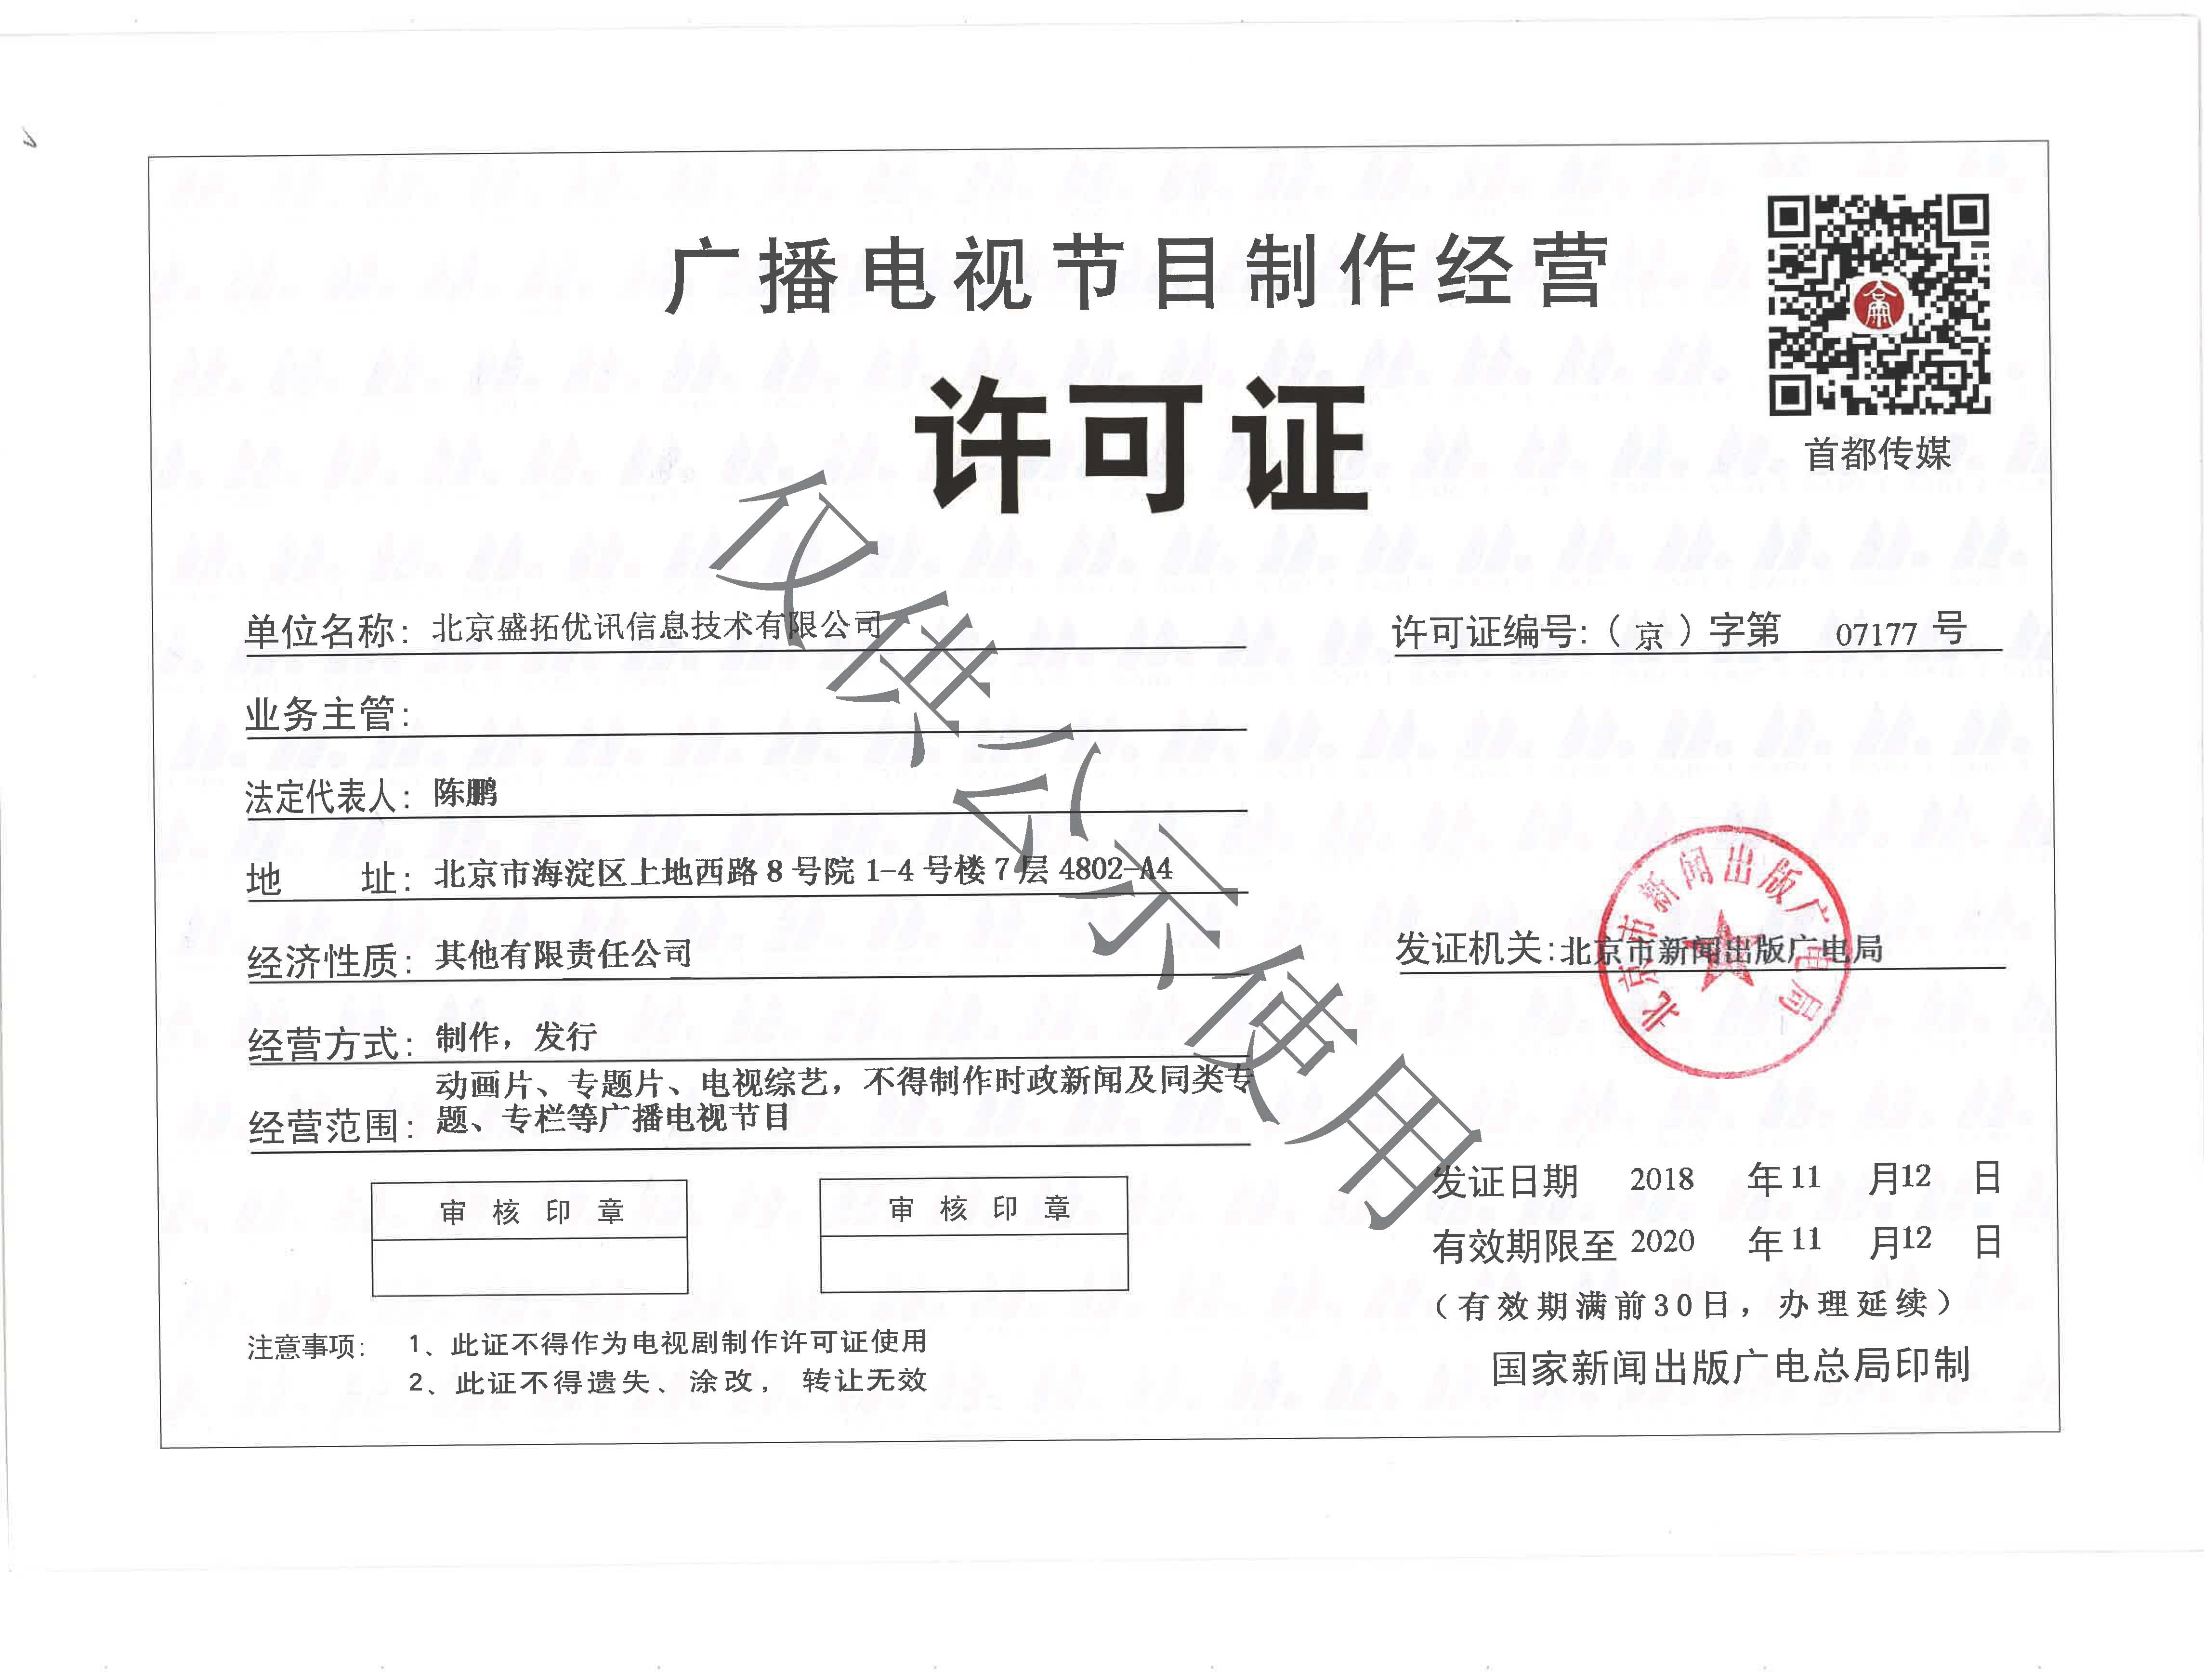 广播电视节目制作经营
许可证
首都传媒
单位名称：北京盛拓优讯信息技术有限公司
许可证编号:（京）字第 07177 号
业务主管：
法定代表人：陈鹏
地 址：北京市海淀区上地西路 8 号院 1-4 号楼 7 层 4802-A4
经济性质：其他有限责任公司
发证机关:北京市新闻出版广电局
北京市新闻出版广电局
经营方式：制作，发行
经营范围：动画片、专题片、电视综艺，不得制作时政新闻及同类专
题、专栏等广播电视节目
审核印章
审核印章
发证日期 2018 年 11 月 12 日
有效期限至 2020 年 11 月 12 日
（有效期满前30日，办理延续）
国家新闻出版广电总局印制
注意事项：1、此证不得作为电视剧制作许可证使用
2、此证不得遗失、涂改， 转让无效
仅供公示使用